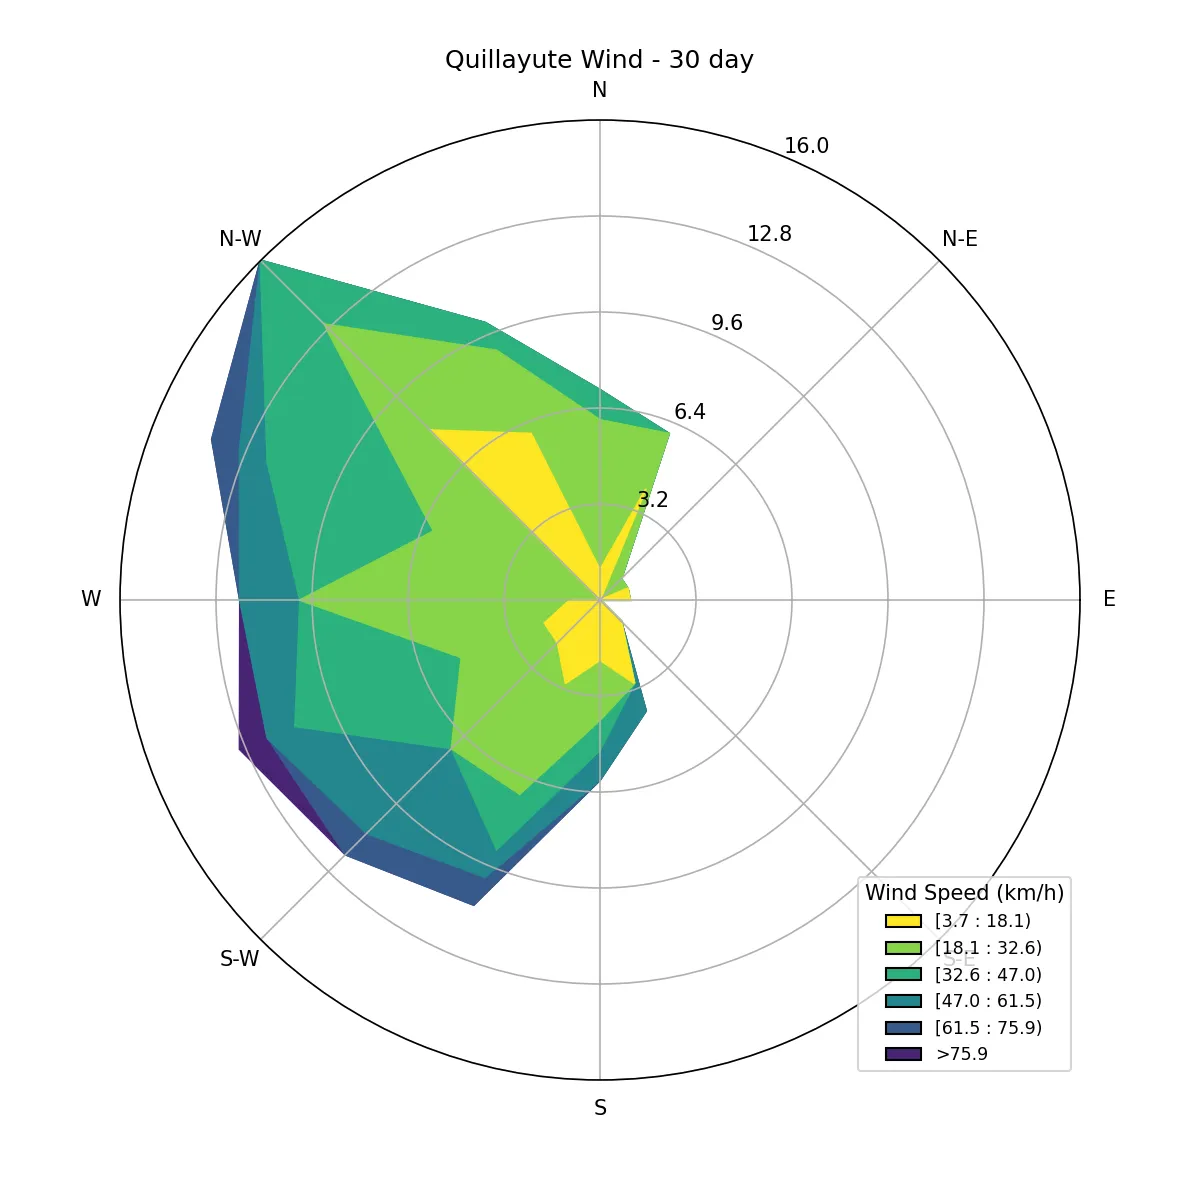 Quillayute Wind - 30 day
N
16.0
12.8
N-W
N-E
9.6
6.4
3.2
W
E
Wind Speed (km/h)
[3.7 : 18.1)
[18.1 : 32.6)
[32.6 : 47.0)
[47.0 : 61.5)
[61.5 : 75.9)
>75.9
S-W
S-E
S